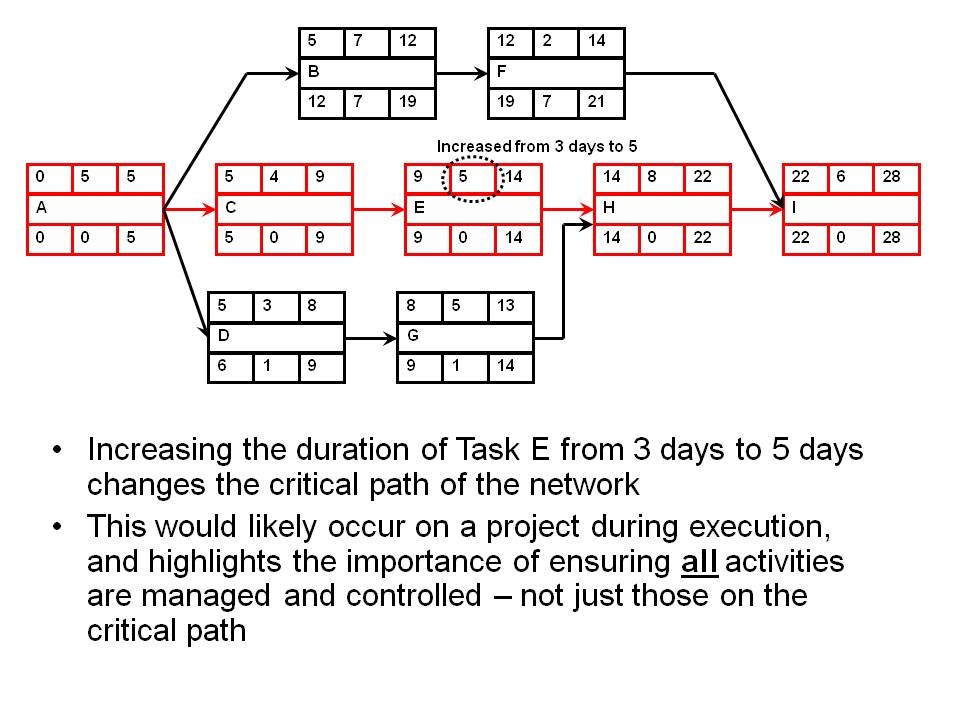 5 7 12
B
12 7 19
12 2 14
F
19 7 21
Increased from 3 days to 5
0 5 5
A
0 0 5
5 4 9
C
5 0 9
9 5 14
E
9 0 14
14 8 22
H
14 0 22
22 6 28
I
22 0 28
5 3 8
D
6 1 9
8 5 13
G
9 1 14
• Increasing the duration of Task E from 3 days to 5 days
changes the critical path of the network
• This would likely occur on a project during execution,
and highlights the importance of ensuring all activities
are managed and controlled – not just those on the
critical path